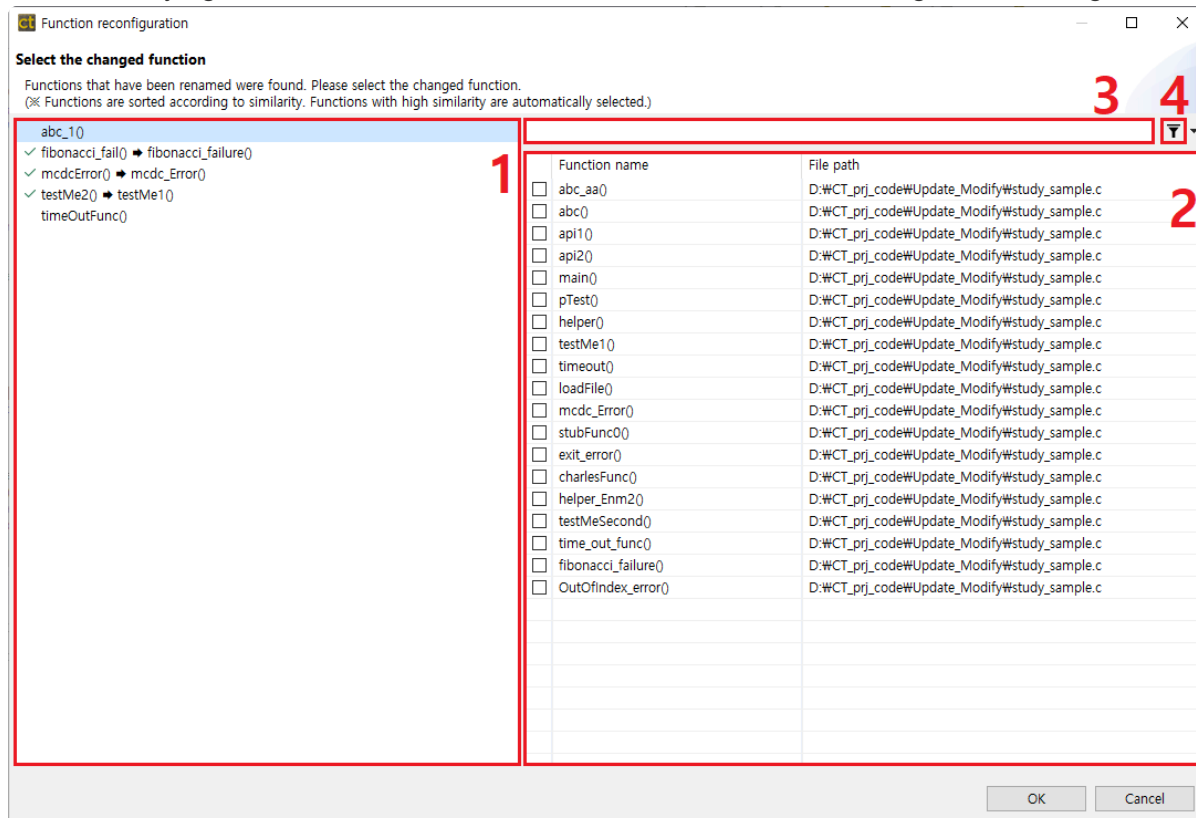 ct Function reconfiguration
Select the changed function
Functions that have been renamed were found. Please select the changed function.
(※ Functions are sorted according to similarity. Functions with high similarity are automatically selected.)
3 4
abc_1()
✓ fibonacci_fail() ➡ fibonacci_failure()
✓ mcdcError() ➡ mcdc_Error()
✓ testMe2() ➡ testMe1()
timeOutFunc()
1
Function name File path
abc_aa() D:₩CT_prj_code₩Update_Modify₩study_sample.c
abc() D:₩CT_prj_code₩Update_Modify₩study_sample.c
api1() D:₩CT_prj_code₩Update_Modify₩study_sample.c
api2() D:₩CT_prj_code₩Update_Modify₩study_sample.c
main() D:₩CT_prj_code₩Update_Modify₩study_sample.c
pTest() D:₩CT_prj_code₩Update_Modify₩study_sample.c
helper() D:₩CT_prj_code₩Update_Modify₩study_sample.c
testMe1() D:₩CT_prj_code₩Update_Modify₩study_sample.c
timeout() D:₩CT_prj_code₩Update_Modify₩study_sample.c
loadFile() D:₩CT_prj_code₩Update_Modify₩study_sample.c
mcdc_Error() D:₩CT_prj_code₩Update_Modify₩study_sample.c
stubFunc0() D:₩CT_prj_code₩Update_Modify₩study_sample.c
exit_error() D:₩CT_prj_code₩Update_Modify₩study_sample.c
charlesFunc() D:₩CT_prj_code₩Update_Modify₩study_sample.c
helper_Enm2() D:₩CT_prj_code₩Update_Modify₩study_sample.c
testMeSecond() D:₩CT_prj_code₩Update_Modify₩study_sample.c
time_out_func() D:₩CT_prj_code₩Update_Modify₩study_sample.c
fibonacci_failure() D:₩CT_prj_code₩Update_Modify₩study_sample.c
OutOfIndex_error() D:₩CT_prj_code₩Update_Modify₩study_sample.c
2
OK Cancel